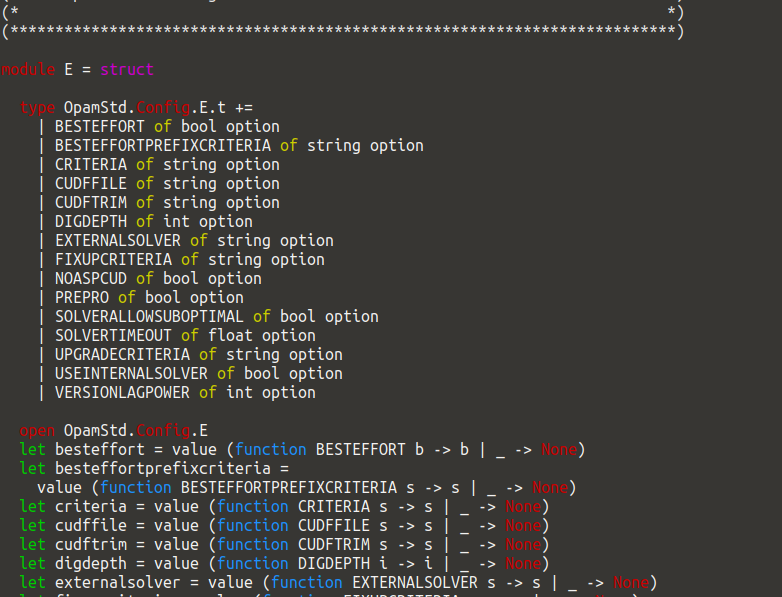 (*                                                                        *)
(**************************************************************************)

module E = struct

  type OpamStd.Config.E.t +=
    | BESTEFFORT of bool option
    | BESTEFFORTPREFIXCRITERIA of string option
    | CRITERIA of string option
    | CUDFFILE of string option
    | CUDFTRIM of string option
    | DIGDEPTH of int option
    | EXTERNALSOLVER of string option
    | FIXUPCRITERIA of string option
    | NOASPCUD of bool option
    | PREPRO of bool option
    | SOLVERALLOWSUBOPTIMAL of bool option
    | SOLVERTIMEOUT of float option
    | UPGRADECRITERIA of string option
    | USEINTERNALSOLVER of bool option
    | VERSIONLAGPOWER of int option

  open OpamStd.Config.E
  let besteffort = value (function BESTEFFORT b -> b | _ -> None)
  let besteffortprefixcriteria =
    value (function BESTEFFORTPREFIXCRITERIA s -> s | _ -> None)
  let criteria = value (function CRITERIA s -> s | _ -> None)
  let cudffile = value (function CUDFFILE s -> s | _ -> None)
  let cudftrim = value (function CUDFTRIM s -> s | _ -> None)
  let digdepth = value (function DIGDEPTH i -> i | _ -> None)
  let externalsolver = value (function EXTERNALSOLVER s -> s | _ -> None)